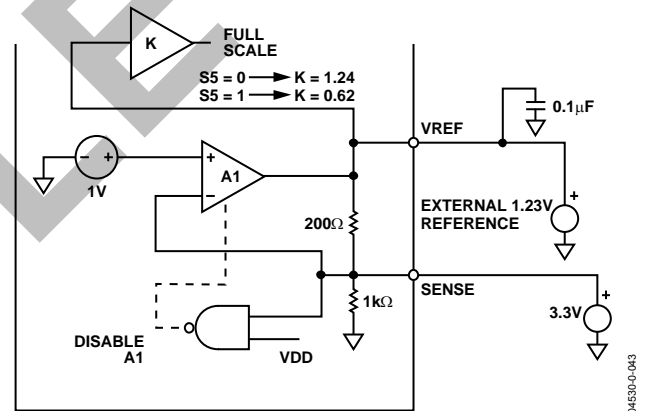 K
FULL
SCALE
S5 = 0 → K = 1.24
S5 = 1 → K = 0.62
0.1μF
VREF
– +
+
–
A1
1V
+
EXTERNAL 1.23V
REFERENCE
200Ω
SENSE
1kΩ
+
3.3V
DISABLE
A1
VDD
04530-0-043